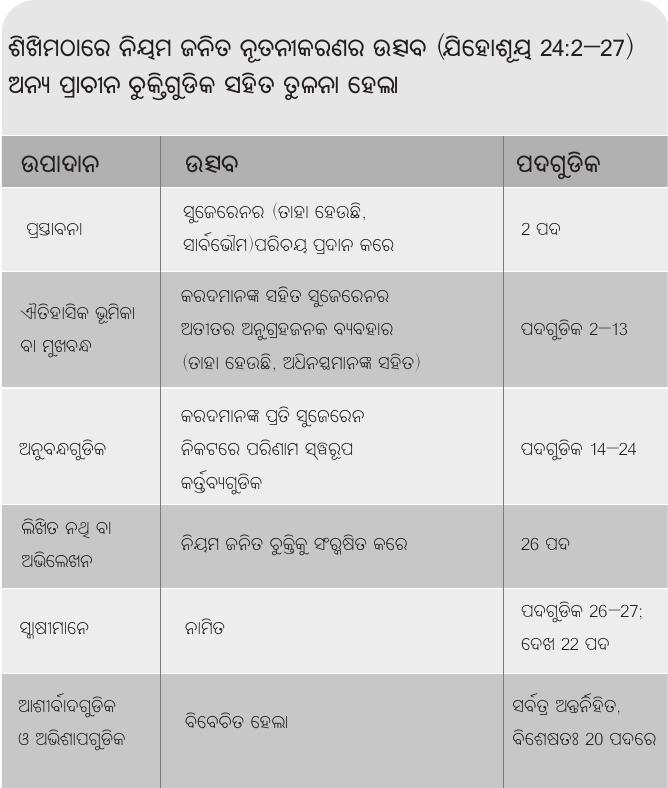 ଶିଖିମଠାରେ ନିୟମ ଜନିତ ନୂତନୀକରଣର ଉତ୍ସବ (ଯିହୋଶୂୟ 24:2–27)
ଅନ୍ୟ ପ୍ରାଚୀନ ଚୁକ୍ତିଗୁଡିକ ସହିତ ତୁଳନା ହେଲା
ଉପାଦାନ
ଉତ୍ସବ
ପଦଗୁଡିକ
ପ୍ରସ୍ତାବନା
ସୁଜେରେନର (ତାହା ହେଉଛି,
ସାର୍ବଭୌମ)ପରିଚୟ ପ୍ରଦାନ କରେ
2 ପଦ
ଐତିହାସିକ ଭୂମିକା
ବା ମୁଖବନ୍ଧ
କରଦମାନଙ୍କ ସହିତ ସୁଜେରେନର
ଅତୀତର ଅନୁଗ୍ରହଜନକ ବ୍ୟବହାର
(ତାହା ହେଉଛି, ଅଧିନସ୍ଥମାନଙ୍କ ସହିତ)
ପଦଗୁଡିକ 2–13
ଅନୁବନ୍ଧଗୁଡିକ
କରଦମାନଙ୍କ ପ୍ରତି ସୁଜେରେନ
ନିକଟରେ ପରିଣାମ ସ୍ୱରୂପ
କର୍ତ୍ତବ୍ୟଗୁଡିକ
ପଦଗୁଡିକ 14–24
ଲିଖିତ ନଥି ବା
ଅଭିଲେଖନ
ନିୟମ ଜନିତ ଚୁକ୍ତିକୁ ସଂରକ୍ଷିତ କରେ
26 ପଦ
ସ୍ବାକ୍ଷୀମାନେ
ନାମିତ
ପଦଗୁଡିକ 26–27;
ଦେଖ 22 ପଦ
ଆଶୀର୍ବାଦଗୁଡିକ
ଓ ଅଭିଶାପଗୁଡିକ
ବିବେଚିତ ହେଲା
ସର୍ବତ୍ର ଅନ୍ତର୍ନିହିତ,
ବିଶେଷତଃ 20 ପଦରେ